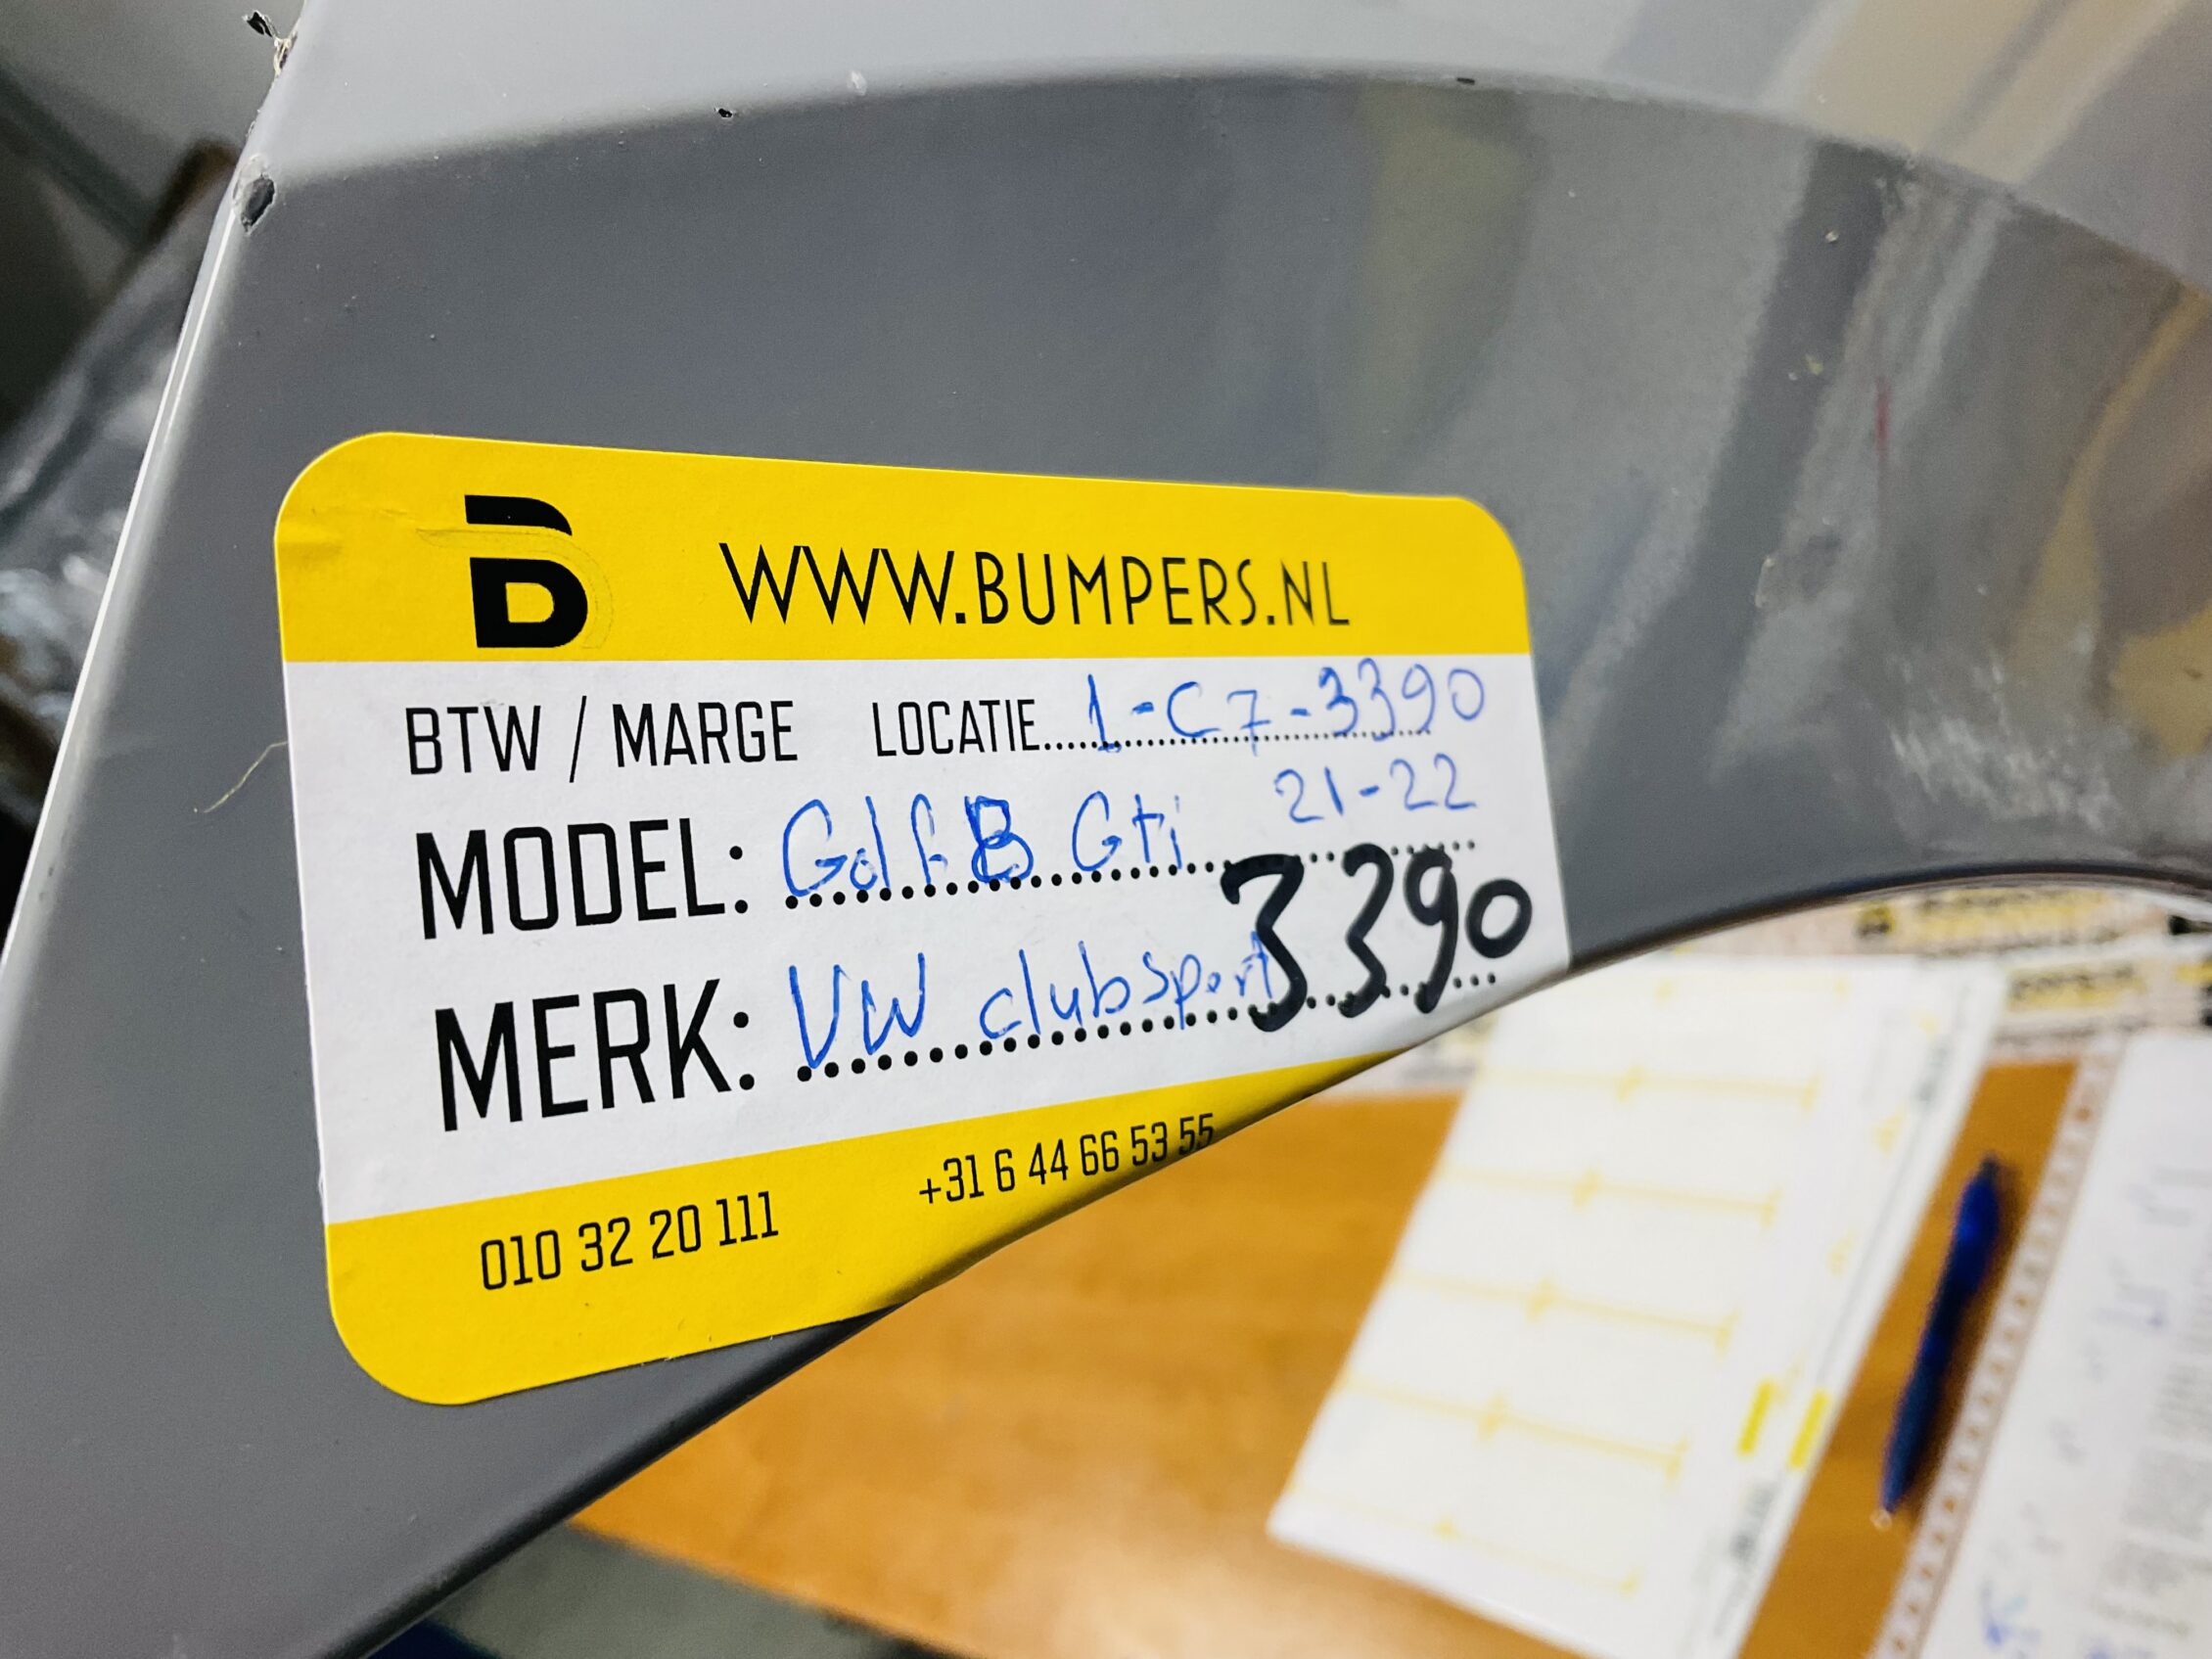 B WWW.BUMPERS.NL
BTW / MARGE LOCATIE.....1-C7-3390
21-22
MODEL: Golf 8 Gti
3390
MERK: VW clubsport
010 32 20 111 +31 6 44 66 53 55